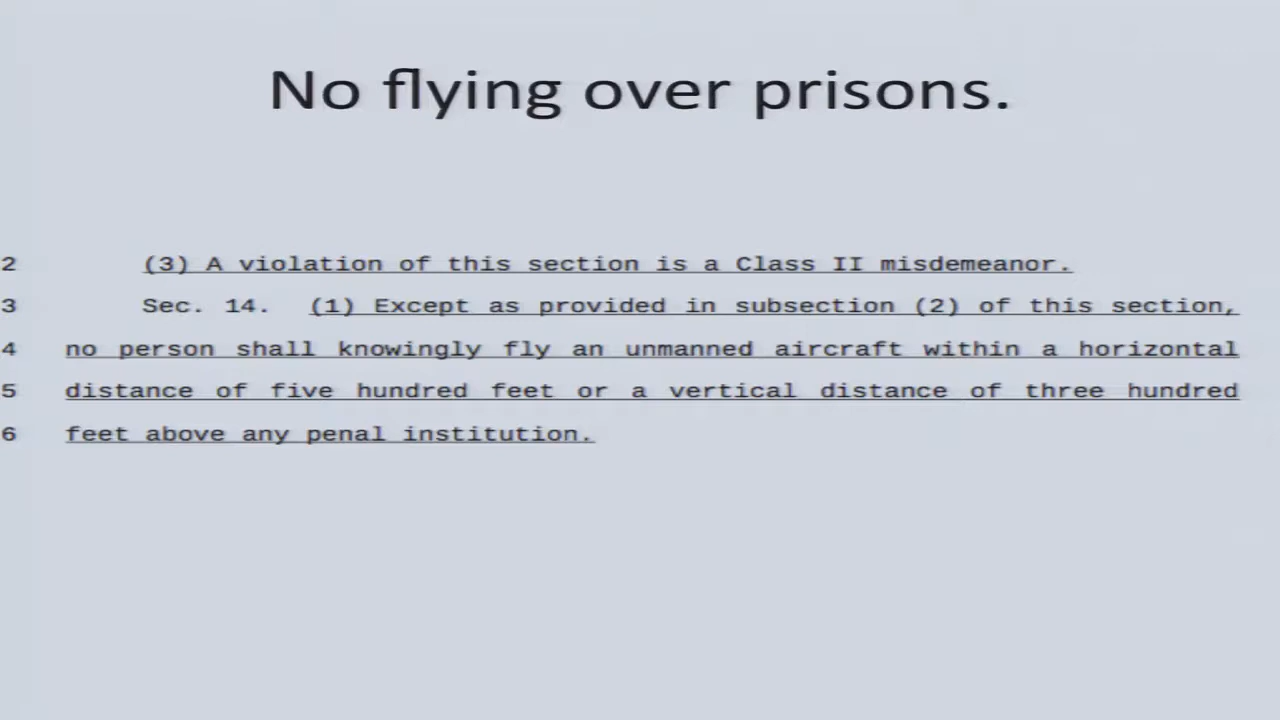 No flying over prisons.
2 (3) A violation of this section is a Class II misdemeanor.
3 Sec. 14. (1) Except as provided in subsection (2) of this section,
4 no person shall knowingly fly an unmanned aircraft within a horizontal
5 distance of five hundred feet or a vertical distance of three hundred
6 feet above any penal institution.